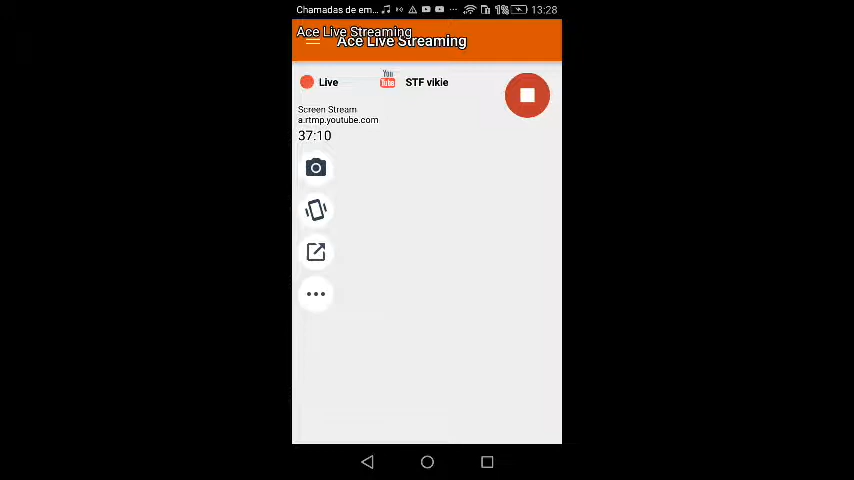 Chamadas de em... 1% 13:28
Ace Live Streaming
Ace Live Streaming
Live You Tube STF vikie
Screen Stream
a.rtmp.youtube.com
37:10